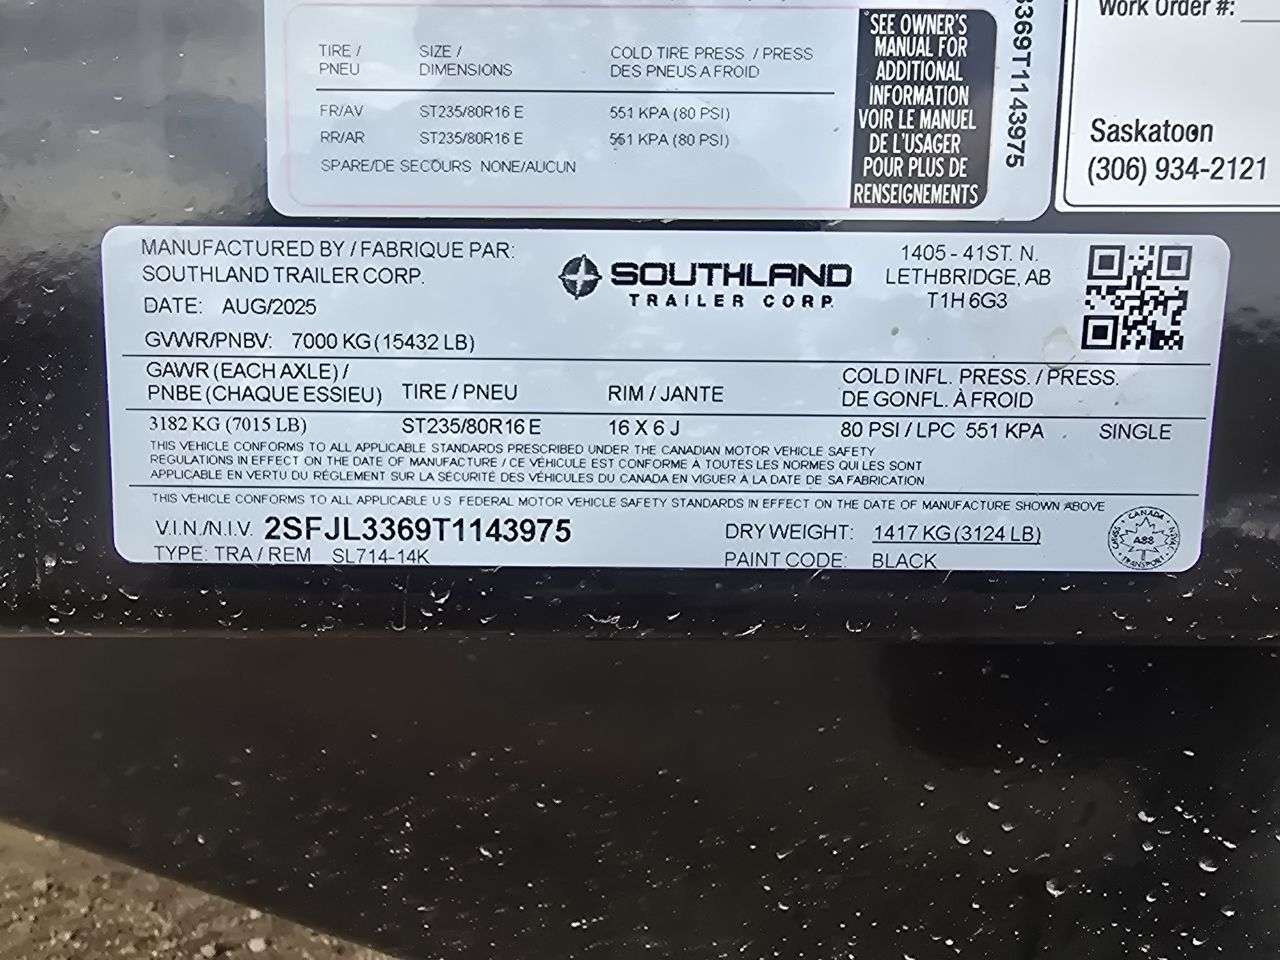 TIRE / SIZE / COLD TIRE PRESS / PRESS
PNEU DIMENSIONS DES PNEUS A FROID
FR/AV ST235/80R16 E 551 KPA (80 PSI)
RR/AR ST235/80R16 E 551 KPA (80 PSI)
SPARE/DE SECOURS NONE/AUCUN
SEE OWNER'S
MANUAL FOR
ADDITIONAL
INFORMATION
VOIR LE MANUEL
DE L'USAGER
POUR PLUS DE
RENSEIGNEMENTS
3369T1143975
Work Order #:
Saskatoon
(306) 934-2121
MANUFACTURED BY / FABRIQUE PAR:
SOUTHLAND TRAILER CORP.
DATE: AUG/2025
SOUTHLAND
TRAILER CORP.
1405 - 41ST. N.
LETHBRIDGE, AB
T1H 6G3
GVWR/PNBV: 7000 KG (15432 LB)
GAWR (EACH AXLE) /
PNBE (CHAQUE ESSIEU) TIRE / PNEU RIM / JANTE COLD INFL. PRESS. / PRESS.
DE GONFL. À FROID
3182 KG (7015 LB) ST235/80R16 E 16 X 6 J 80 PSI / LPC 551 KPA SINGLE
THIS VEHICLE CONFORMS TO ALL APPLICABLE STANDARDS PRESCRIBED UNDER THE CANADIAN MOTOR VEHICLE SAFETY
REGULATIONS IN EFFECT ON THE DATE OF MANUFACTURE / CE VÉHICULE EST CONFORME À TOUTES LES NORMES QUI LES SONT
APPLICABLE EN VERTU DU RÉGLEMENT SUR LA SÉCURITÉ DES VÉHICULES DU CANADA EN VIGUER A LA DATE DE SA FABRICATION
THIS VEHICLE CONFORMS TO ALL APPLICABLE U.S FEDERAL MOTOR VEHICLE SAFETY STANDARDS IN EFFECT ON THE DATE OF MANUFACTURE SHOWN ABOVE
V.I.N./N.I.V. 2SFJL3369T1143975 DRY WEIGHT: 1417 KG (3124 LB)
TYPE: TRA / REM SL714-14K PAINT CODE: BLACK
CANADA
TRANSPORT